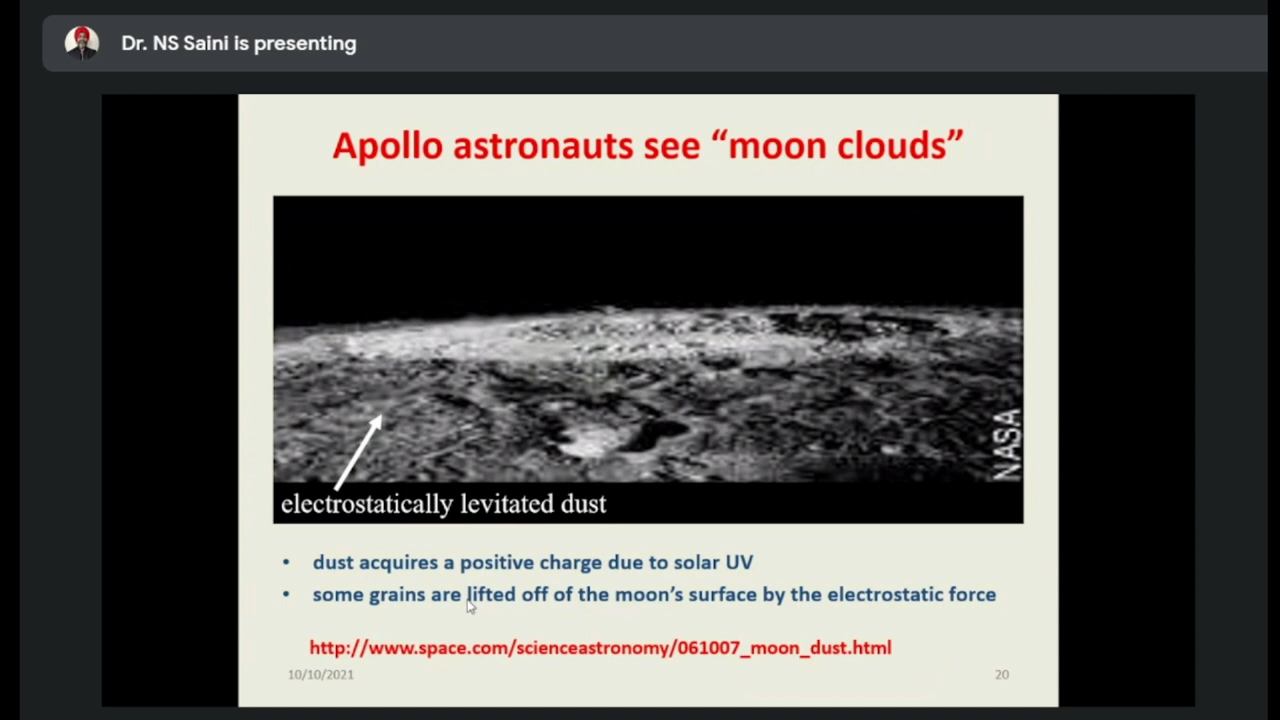 Dr. NS Saini is presenting
Apollo astronauts see “moon clouds”
NASA
electrostatically levitated dust
• dust acquires a positive charge due to solar UV
• some grains are lifted off of the moon’s surface by the electrostatic force
http://www.space.com/scienceastronomy/061007_moon_dust.html
10/10/2021
20